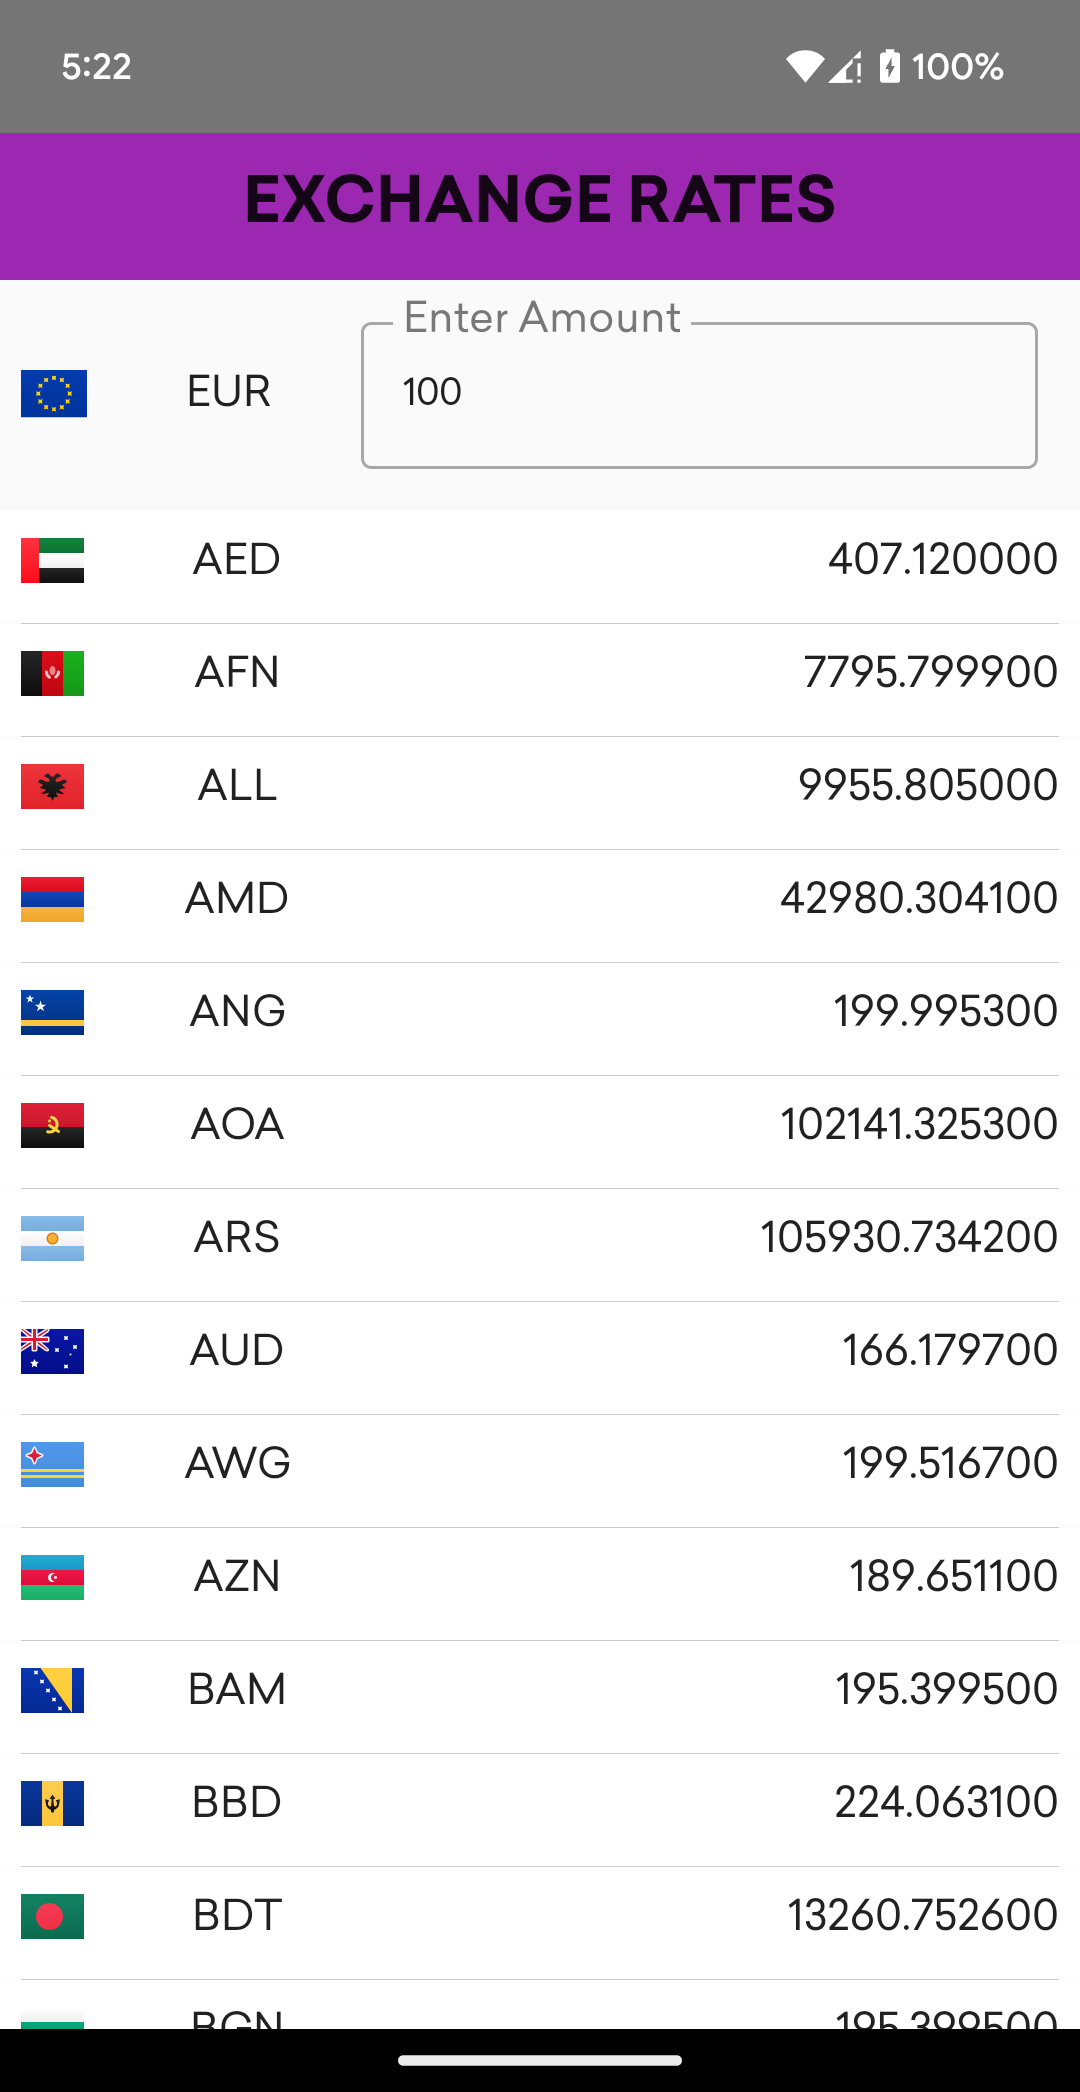 5:22 100%
EXCHANGE RATES
Enter Amount
EUR 100
AED 407.120000
AFN 7795.799900
ALL 9955.805000
AMD 42980.304100
ANG 199.995300
AOA 102141.325300
ARS 105930.734200
AUD 166.179700
AWG 199.516700
AZN 189.651100
BAM 195.399500
BBD 224.063100
BDT 13260.752600
BGN 195.399500